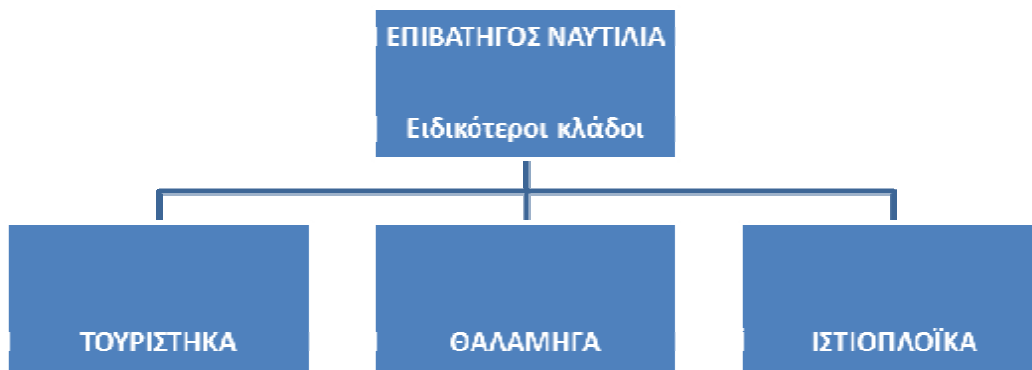 ΕΠΙΒΑΤΗΓΟΣ ΝΑΥΤΙΛΙΑ
Ειδικότεροι κλάδοι
ΤΟΥΡΙΣΤΗΚΑ
ΘΑΛΑΜΗΓΑ
ΙΣΤΙΟΠΛΟΪΚΑ